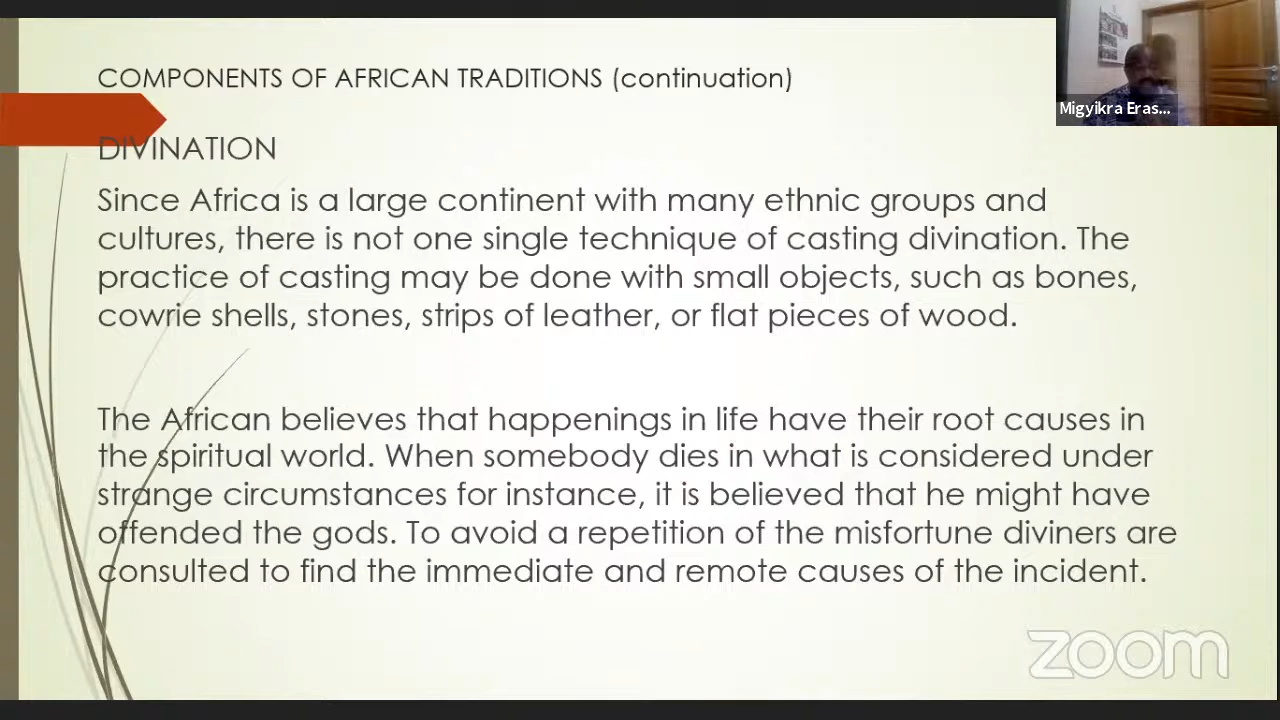 COMPONENTS OF AFRICAN TRADITIONS (continuation)
Migyikra Eras...
DIVINATION
Since Africa is a large continent with many ethnic groups and
cultures, there is not one single technique of casting divination. The
practice of casting may be done with small objects, such as bones,
cowrie shells, stones, strips of leather, or flat pieces of wood.
The African believes that happenings in life have their root causes in
the spiritual world. When somebody dies in what is considered under
strange circumstances for instance, it is believed that he might have
offended the gods. To avoid a repetition of the misfortune diviners are
consulted to find the immediate and remote causes of the incident.
zoom